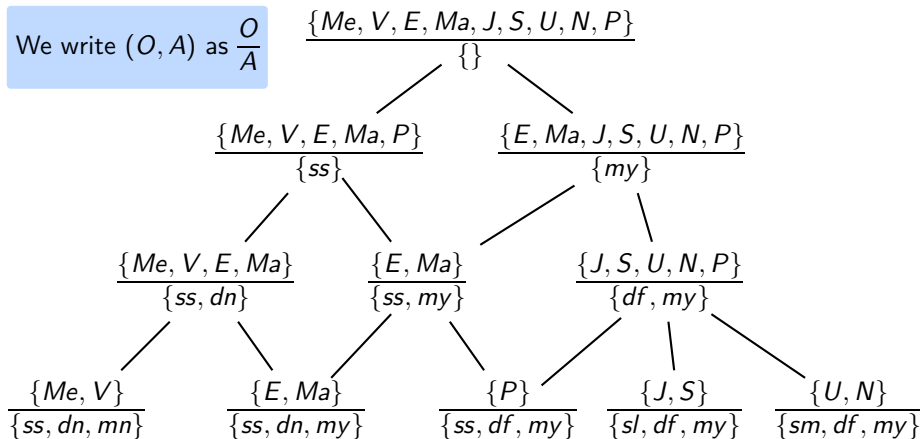 We write (O, A) as O/A
{Me, V, E, Ma, J, S, U, N, P}
{}
{Me, V, E, Ma, P}
{ss}
{E, Ma, J, S, U, N, P}
{my}
{Me, V, E, Ma}
{ss, dn}
{E, Ma}
{ss, my}
{J, S, U, N, P}
{df, my}
{Me, V}
{ss, dn, mn}
{E, Ma}
{ss, dn, my}
{P}
{ss, df, my}
{J, S}
{sl, df, my}
{U, N}
{sm, df, my}